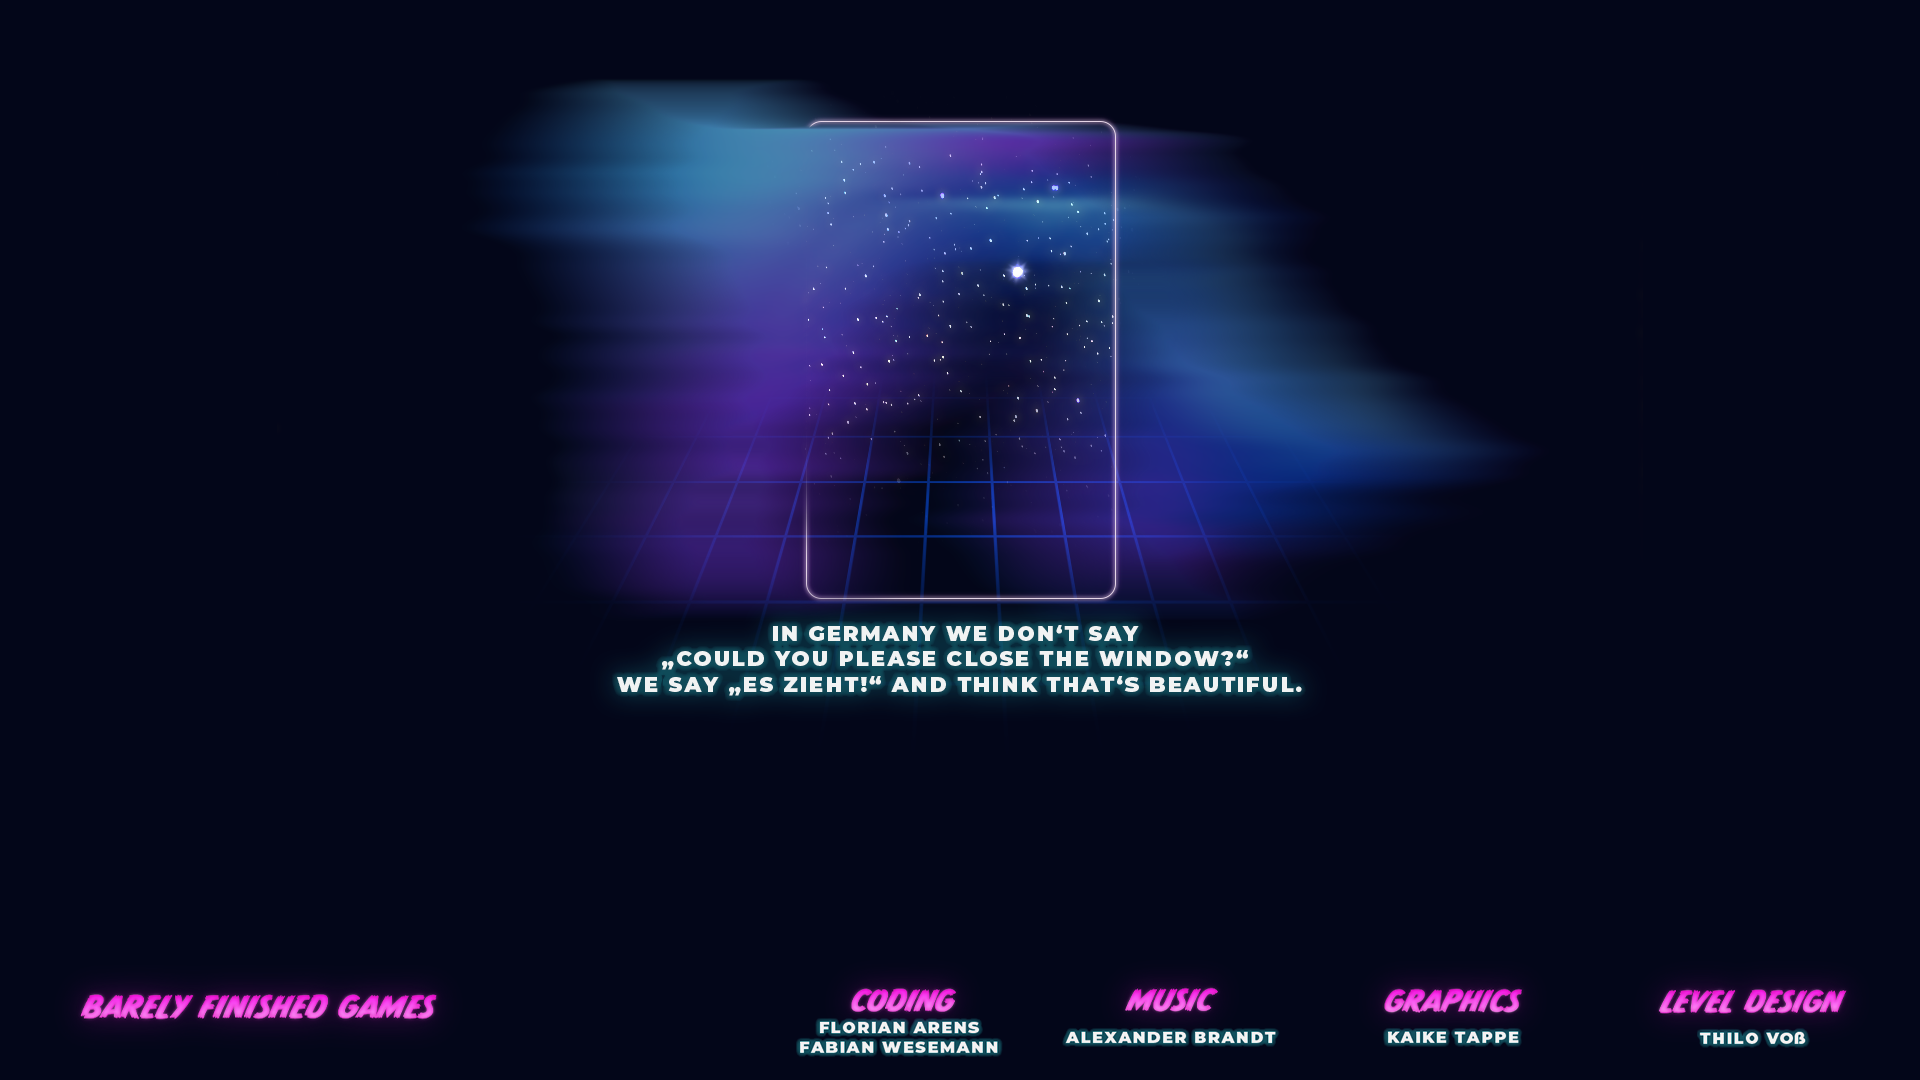 IN GERMANY WE DON‘T SAY
„COULD YOU PLEASE CLOSE THE WINDOW?“
WE SAY „ES ZIEHT!“ AND THINK THAT‘S BEAUTIFUL.
BARELY FINISHED GAMES
CODING
FLORIAN ARENS
FABIAN WESEMANN
MUSIC
ALEXANDER BRANDT
GRAPHICS
KAIKE TAPPE
LEVEL DESIGN
THILO VOß